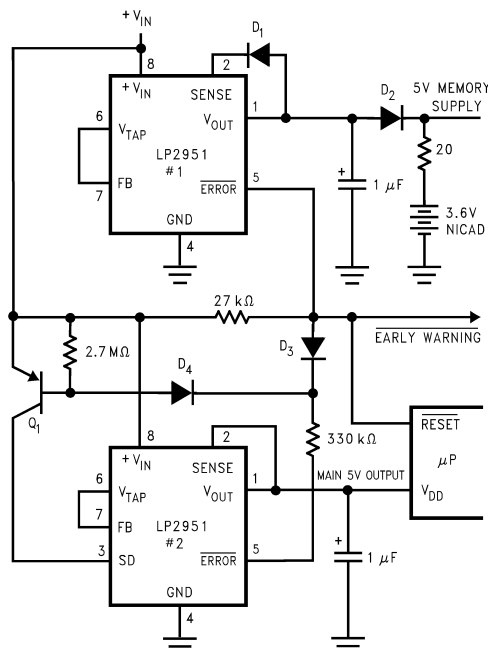 + VIN
D1
8
2
+ VIN
SENSE
6
VTAP
VOUT
1
D2
5V MEMORY
SUPPLY
LP2951
#1
20
7
FB
ERROR
5
+
1 μF
3.6V
NICAD
GND
4
27 kΩ
EARLY WARNING
2.7 MΩ
D3
D4
Q1
8
2
330 kΩ
RESET
μP
+ VIN
SENSE
6
VTAP
VOUT
1
MAIN 5V OUTPUT
VDD
7
FB
LP2951
#2
3
SD
ERROR
5
+
1 μF
GND
4